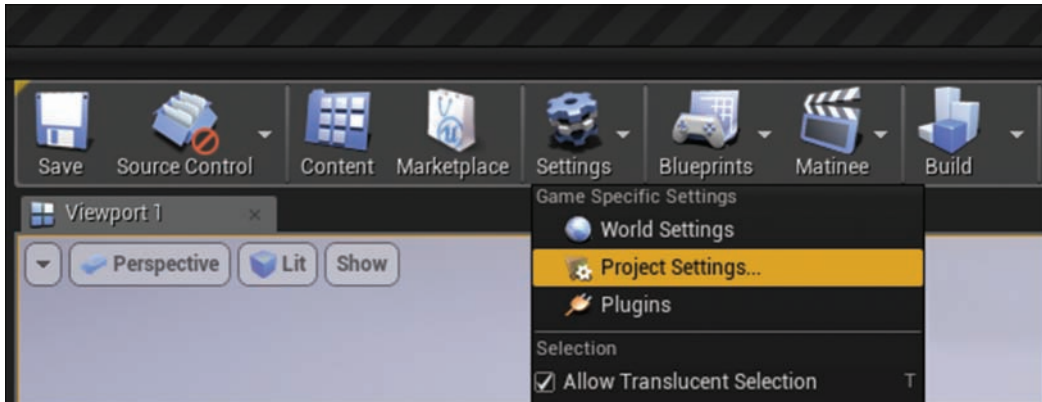 Save Source Control Content Marketplace Settings Blueprints Matinee Build
Viewport 1
Perspective Lit Show
Game Specific Settings
World Settings
Project Settings...
Plugins
Selection
Allow Translucent Selection T